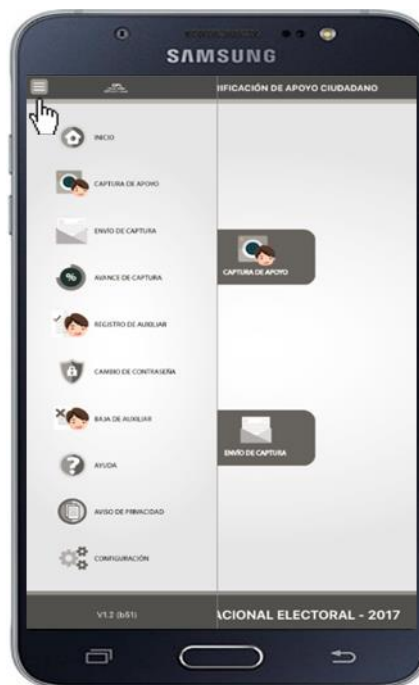 SAMSUNG
IFICACIÓN DE APOYO CIUDADANO
INICIO
CAPTURA DE APOYO
ENVÍO DE CAPTURA
%
AVANCE DE CAPTURA
REGISTRO DE AUXILIAR
CAMBIO DE CONTRASEÑA
BAJA DE AUXILIAR
?
AYUDA
AVISO DE PRIVACIDAD
CONFIGURACIÓN
CAPTURA DE APOYO
ENVÍO DE CAPTURA
V1.2 (b51)
ACIONAL ELECTORAL - 2017